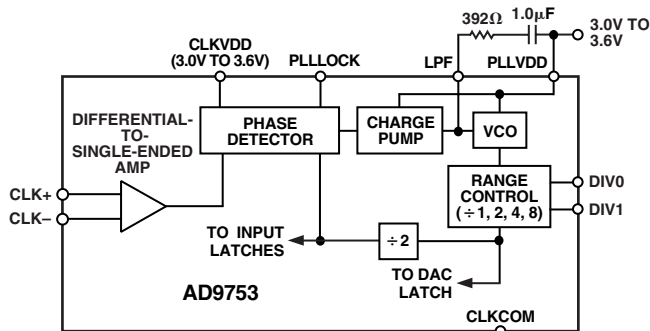 392Ω
1.0µF
3.0V TO
3.6V
CLKVDD
(3.0V TO 3.6V)
PLLLOCK
LPF
PLLVDD
DIFFERENTIAL-
TO-
SINGLE-ENDED
AMP
PHASE
DETECTOR
CHARGE
PUMP
VCO
CLK+
CLK–
RANGE
CONTROL
(÷1, 2, 4, 8)
DIV0
DIV1
TO INPUT
LATCHES
÷2
TO DAC
LATCH
AD9753
CLKCOM